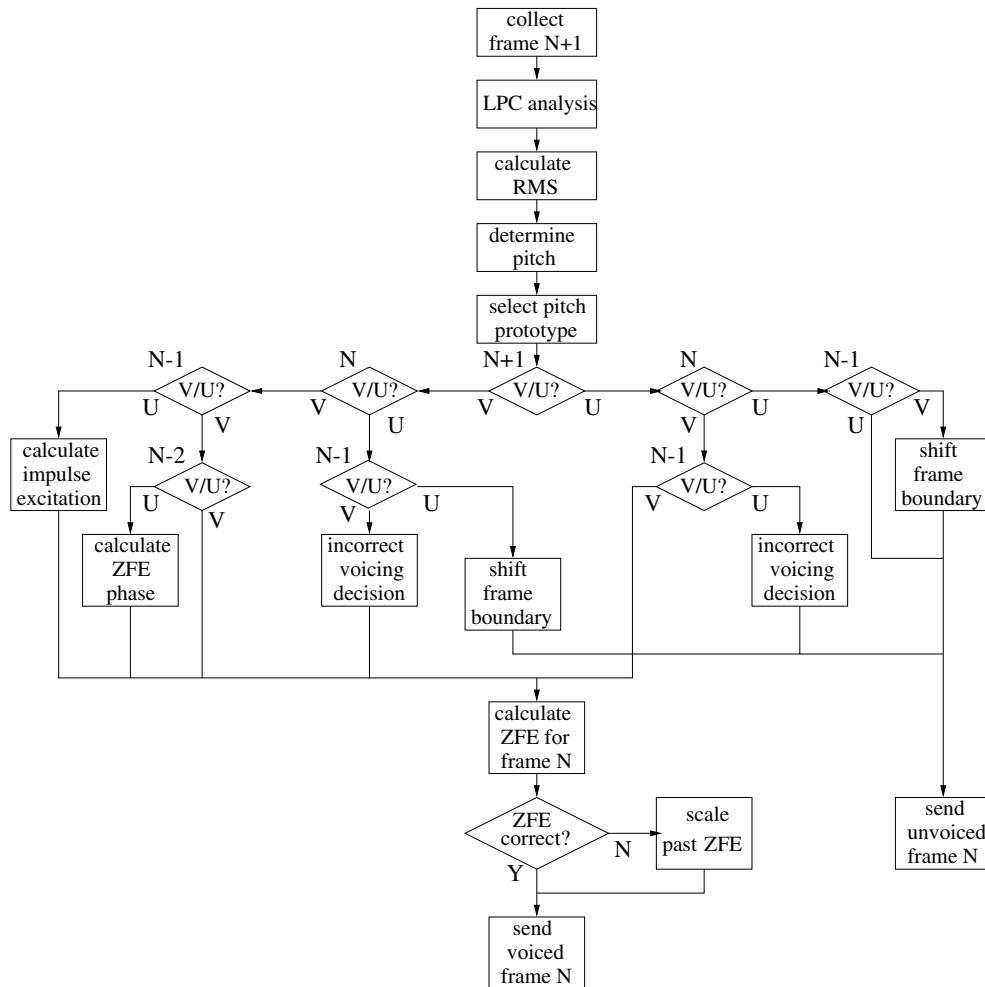 collect
frame N+1
LPC analysis
calculate
RMS
determine
pitch
select pitch
prototype
N-1
N
N+1
N
N-1
V/U?
V/U?
V/U?
V/U?
V/U?
U
V
V
U
V
U
V
U
U
V
calculate
impulse
excitation
N-2
V/U?
U
V
N-1
V/U?
V
U
N-1
V/U?
V
U
shift
frame
boundary
calculate
ZFE
phase
incorrect
voicing
decision
shift
frame
boundary
incorrect
voicing
decision
calculate
ZFE for
frame N
ZFE
correct?
N
Y
scale
past ZFE
send
unvoiced
frame N
send
voiced
frame N